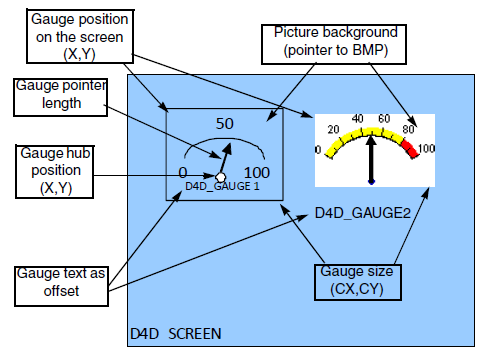 Gauge position
on the screen
(X,Y)
Picture background
(pointer to BMP)
Gauge pointer
length
50
0
100
D4D_GAUGE 1
0
20
40
60
80
100
Gauge hub
position
(X,Y)
D4D_GAUGE2
Gauge text as
offset
Gauge size
(CX,CY)
D4D SCREEN